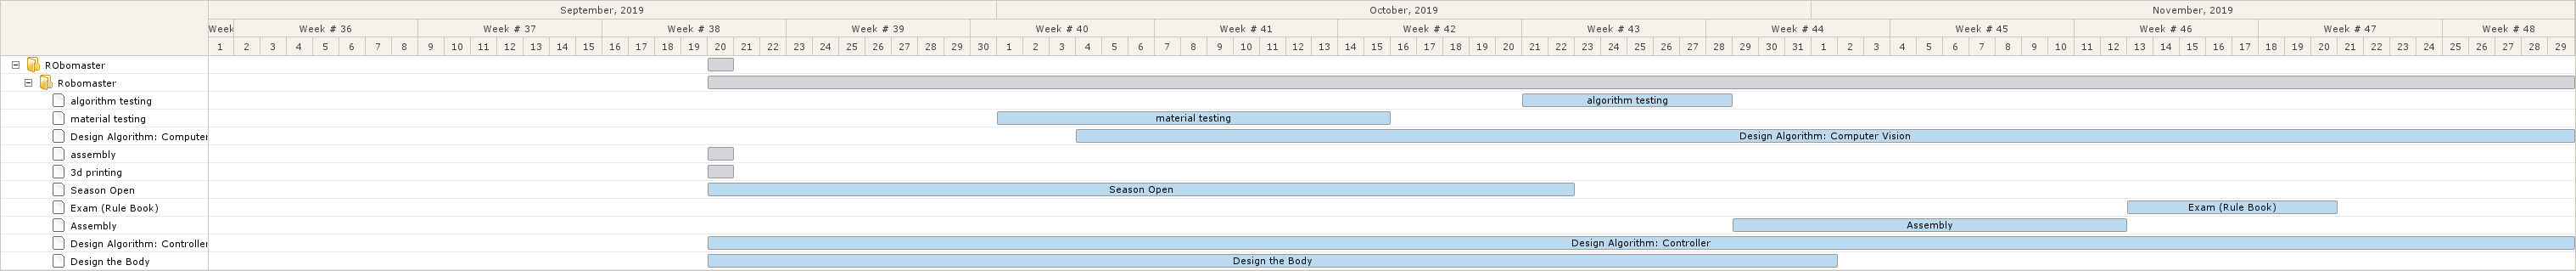 September, 2019 October, 2019 November, 2019
Week Week # 36 Week # 37 Week # 38 Week # 39 Week # 40 Week # 41 Week # 42 Week # 43 Week # 44 Week # 45 Week # 46 Week # 47 Week # 48
1 2 3 4 5 6 7 8 9 10 11 12 13 14 15 16 17 18 19 20 21 22 23 24 25 26 27 28 29 30 1 2 3 4 5 6 7 8 9 10 11 12 13 14 15 16 17 18 19 20 21 22 23 24 25 26 27 28 29 30 31 1 2 3 4 5 6 7 8 9 10 11 12 13 14 15 16 17 18 19 20 21 22 23 24 25 26 27 28 29
RObomaster
Robomaster
algorithm testing algorithm testing
material testing material testing
Design Algorithm: Computer Design Algorithm: Computer Vision
assembly
3d printing
Season Open Season Open
Exam (Rule Book) Exam (Rule Book)
Assembly Assembly
Design Algorithm: Controller Design Algorithm: Controller
Design the Body Design the Body